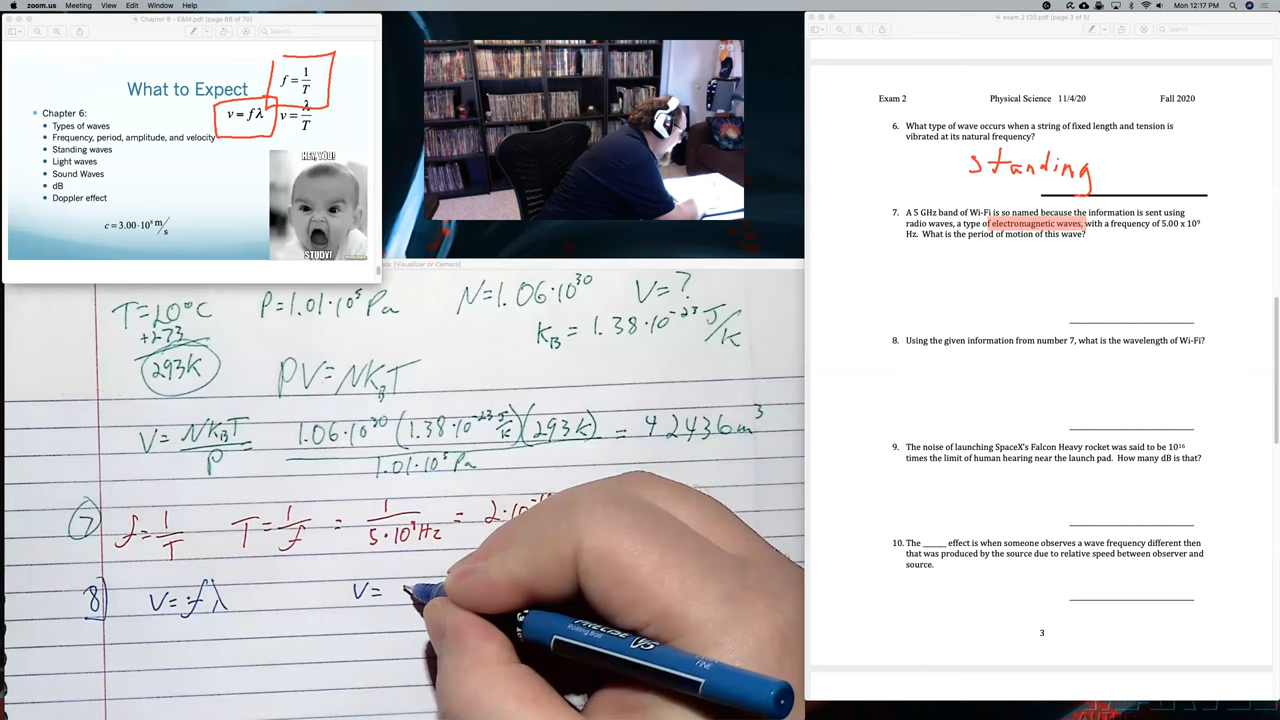 zoom.us Meeting View Edit Window Help
Mon 12:17 PM
Chapter 6 - E&M.pdf (page 68 of 70)
Search
What to Expect
f = 1/T
v = fλ
v = λ/T
Chapter 6:
Types of waves
Frequency, period, amplitude, and velocity
Standing waves
Light waves
Sound Waves
dB
Doppler effect
c = 3.00·10⁸ m/s
HEY, YOU!
STUDY!
[Visualizer or Camera]
T=20°C
+273
293K
P=1.01·10⁵ Pa
N=1.06·10³⁰
V=?
K_B = 1.38·10⁻²³ J/K
PV=NK_BT
V = NK_BT/P
1.06·10³⁰ (1.38·10⁻²³ J/K)(293K) = 42436m³
1.01·10⁵ Pa
7 f=1/T T=1/f = 1/5·10⁹Hz = 2·10
8 V=fλ V=
PRECISE V5
Rolling Ball
FINE
exam 2 f20.pdf (page 3 of 5)
Search
Exam 2 Physical Science 11/4/20 Fall 2020
6. What type of wave occurs when a string of fixed length and tension is
vibrated at its natural frequency?
standing
7. A 5 GHz band of Wi-Fi is so named because the information is sent using
radio waves, a type of electromagnetic waves, with a frequency of 5.00 x 10⁹
Hz. What is the period of motion of this wave?
8. Using the given information from number 7, what is the wavelength of Wi-Fi?
9. The noise of launching SpaceX's Falcon Heavy rocket was said to be 10¹⁶
times the limit of human hearing near the launch pad. How many dB is that?
10. The ______ effect is when someone observes a wave frequency different then
that was produced by the source due to relative speed between observer and
source.
3